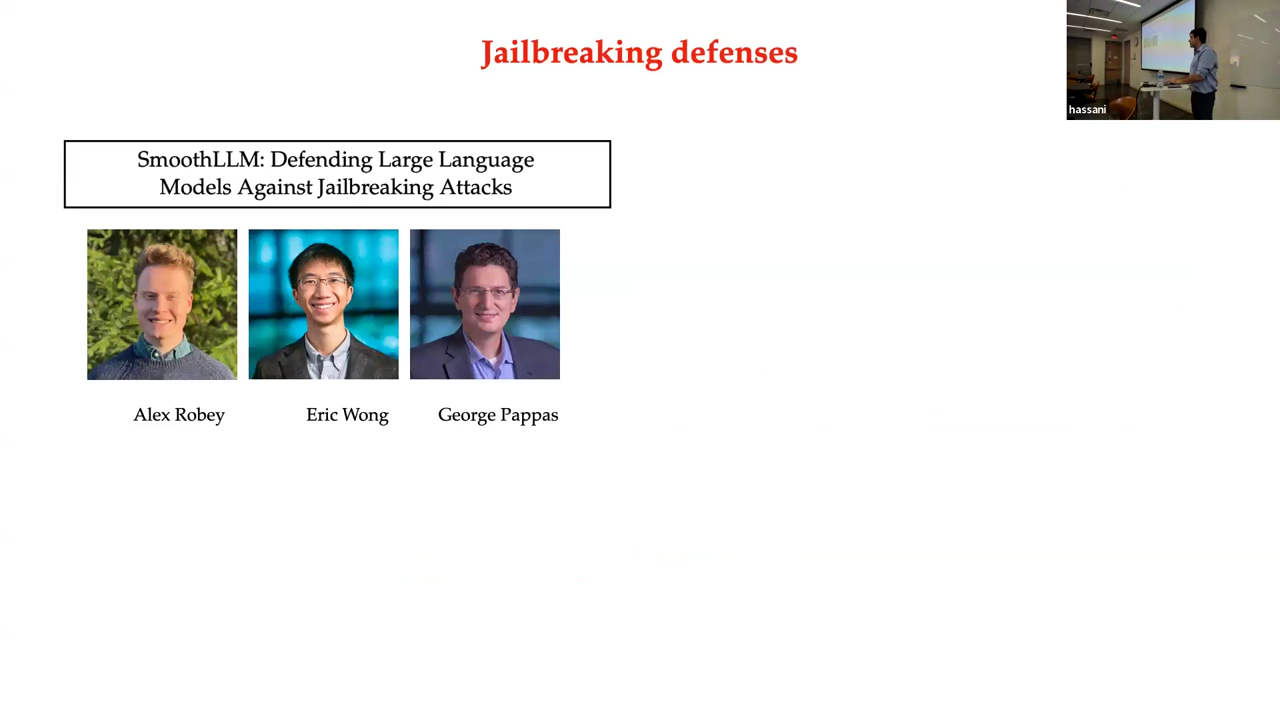 Jailbreaking defenses
hassani
SmoothLLM: Defending Large Language
Models Against Jailbreaking Attacks
Alex Robey
Eric Wong
George Pappas